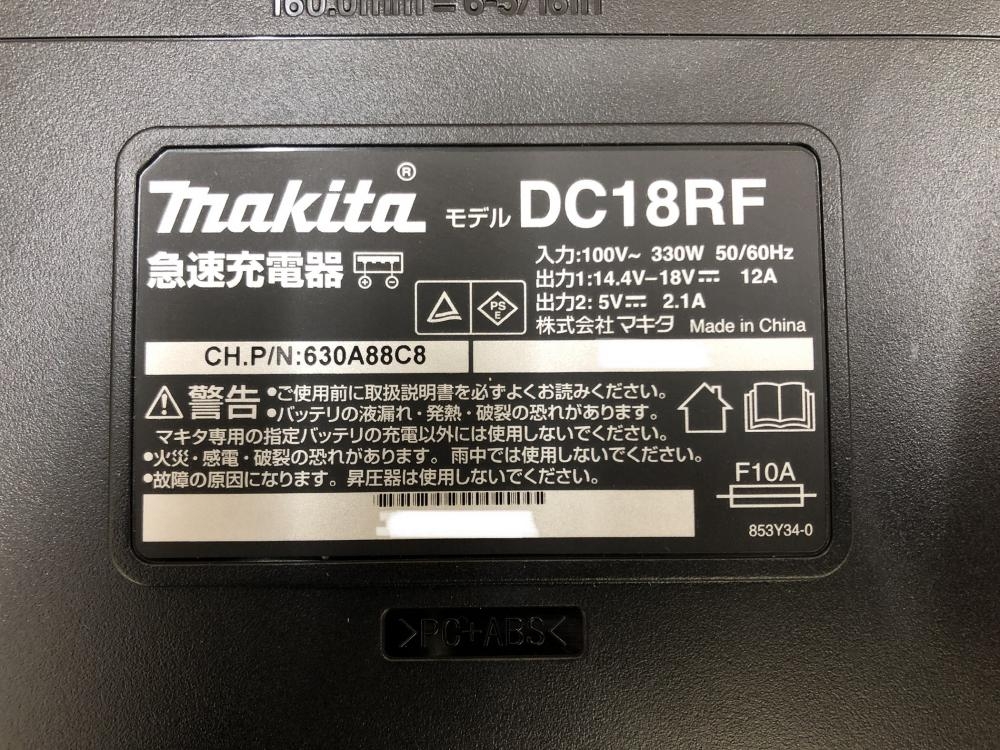 160.0mm = 6-5/16in
makita® モデル DC18RF
急速充電器
入力:100V~ 330W 50/60Hz
出力1:14.4V–18V⎓ 12A
出力2: 5V⎓ 2.1A
PS
E
株式会社マキタ Made in China
CH.P/N:630A88C8
警告 •ご使用前に取扱説明書を必ずよくお読みください。
•バッテリの液漏れ・発熱・破裂の恐れがあります。
マキタ専用の指定バッテリの充電以外には使用しないでください。
•火災・感電・破裂の恐れがあります。雨中では使用しないでください。
•故障の原因になります。昇圧器は使用しないでください。
F10A
853Y34-0
>PC+ABS<